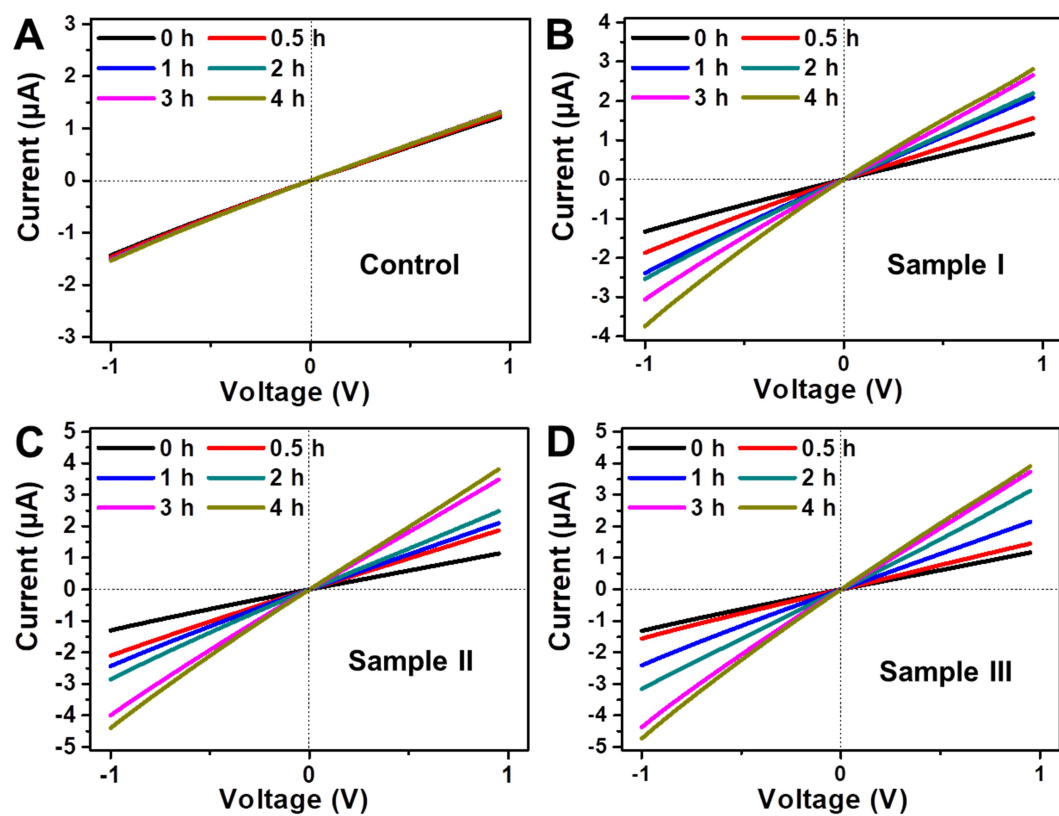 A
0 h 0.5 h
1 h 2 h
3 h 4 h
3
2
1
0
-1
-2
-3
Current (μA)
Control
-1 0 1
Voltage (V)
B
0 h 0.5 h
1 h 2 h
3 h 4 h
4
3
2
1
0
-1
-2
-3
-4
Current (μA)
Sample I
-1 0 1
Voltage (V)
C
0 h 0.5 h
1 h 2 h
3 h 4 h
5
4
3
2
1
0
-1
-2
-3
-4
-5
Current (μA)
Sample II
-1 0 1
Voltage (V)
D
0 h 0.5 h
1 h 2 h
3 h 4 h
5
4
3
2
1
0
-1
-2
-3
-4
-5
Current (μA)
Sample III
-1 0 1
Voltage (V)